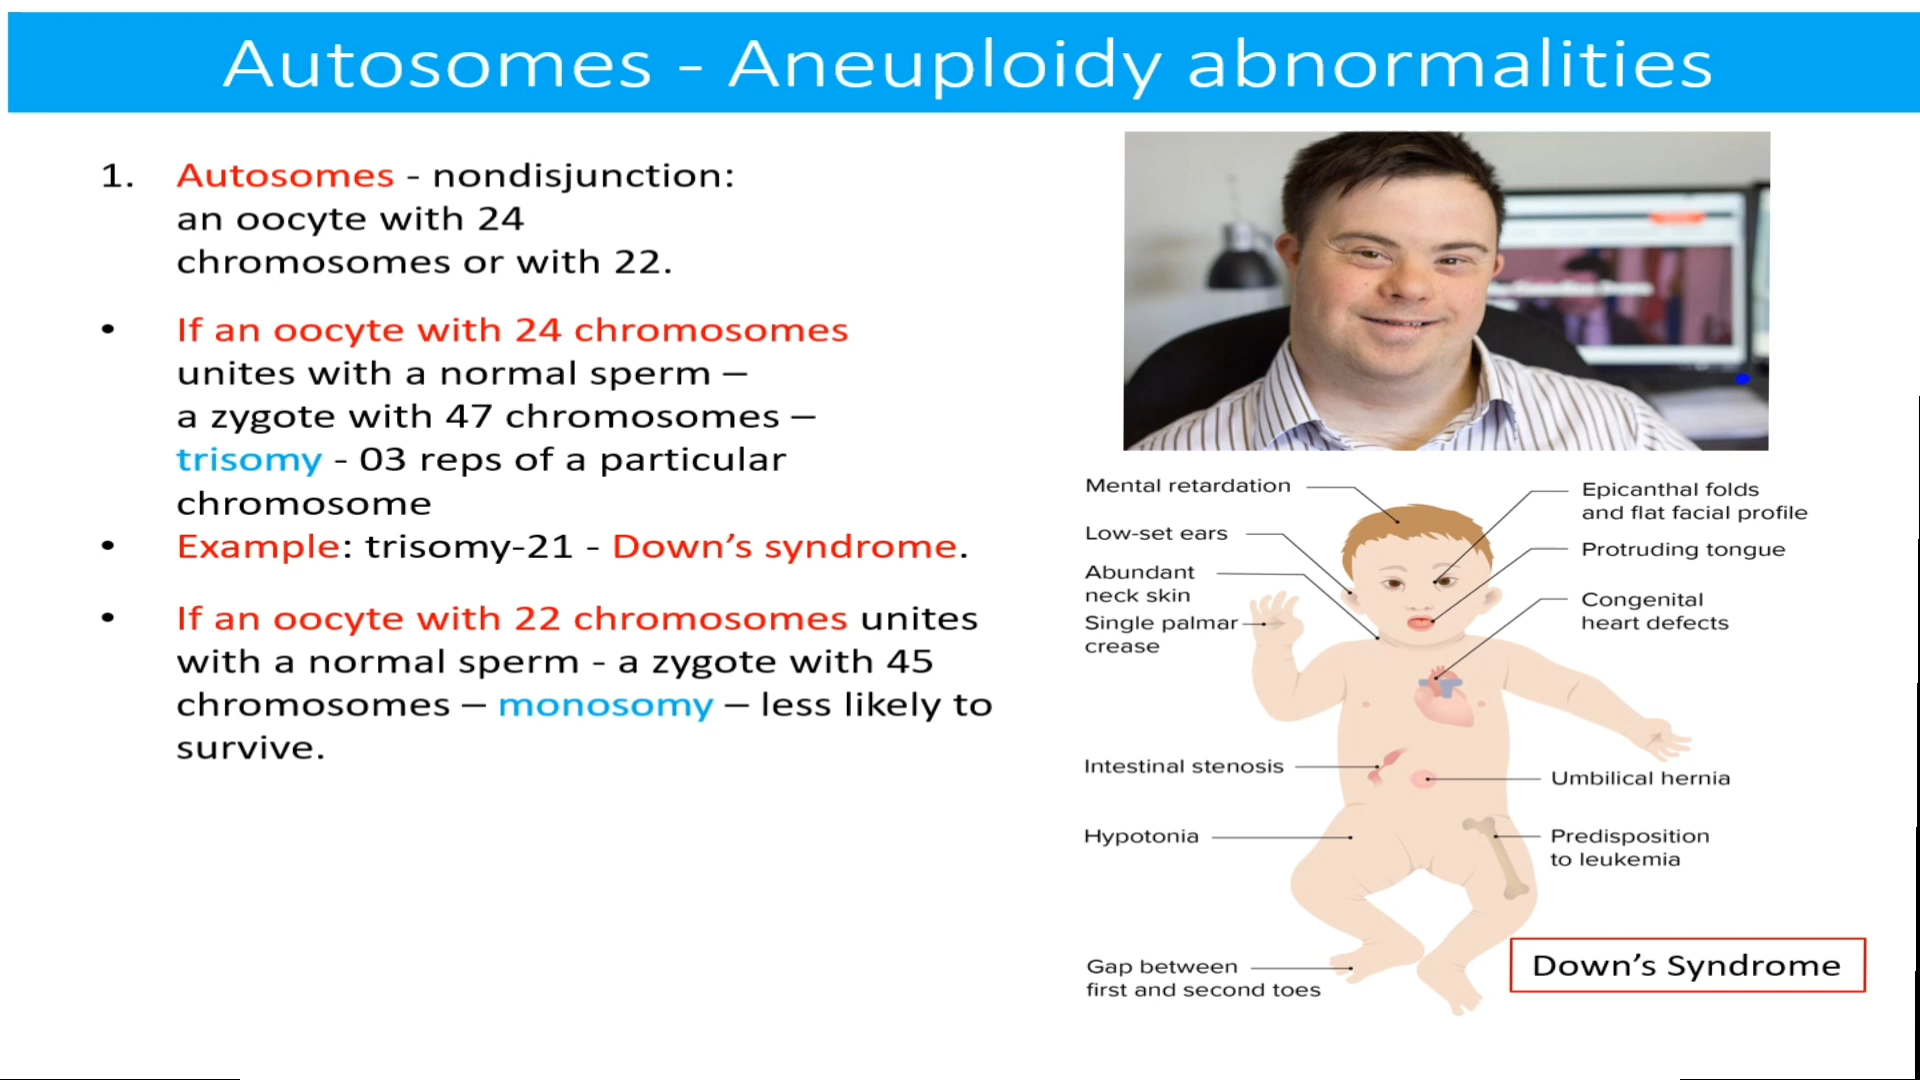 Autosomes - Aneuploidy abnormalities
1. Autosomes - nondisjunction:
an oocyte with 24
chromosomes or with 22.
• If an oocyte with 24 chromosomes
unites with a normal sperm –
a zygote with 47 chromosomes –
trisomy - 03 reps of a particular
chromosome
• Example: trisomy-21 - Down’s syndrome.
• If an oocyte with 22 chromosomes unites
with a normal sperm - a zygote with 45
chromosomes – monosomy – less likely to
survive.
Mental retardation
Low-set ears
Abundant
neck skin
Single palmar
crease
Intestinal stenosis
Hypotonia
Gap between
first and second toes
Epicanthal folds
and flat facial profile
Protruding tongue
Congenital
heart defects
Umbilical hernia
Predisposition
to leukemia
Down’s Syndrome